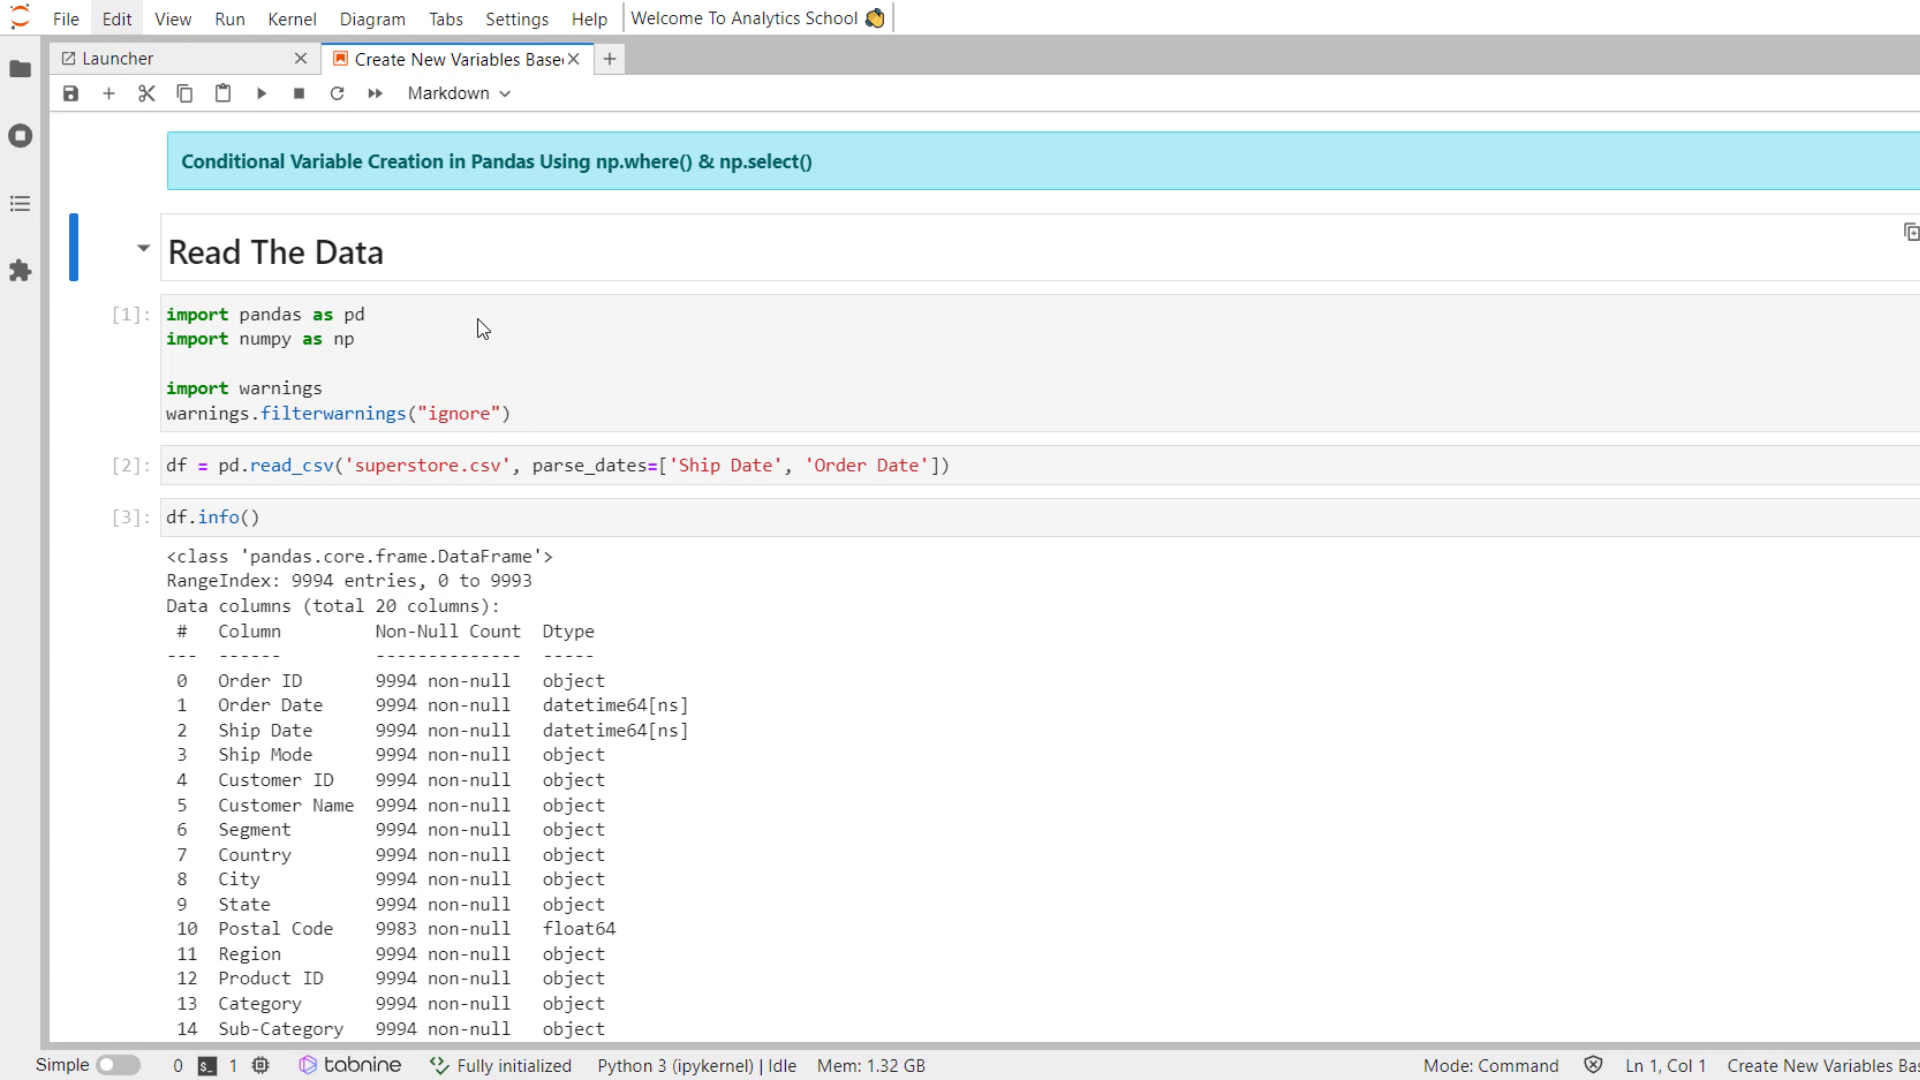 File Edit View Run Kernel Diagram Tabs Settings Help Welcome To Analytics School 👋
Launcher Create New Variables Base
Markdown
Conditional Variable Creation in Pandas Using np.where() & np.select()
Read The Data
[1]: import pandas as pd
import numpy as np
import warnings
warnings.filterwarnings("ignore")
[2]: df = pd.read_csv('superstore.csv', parse_dates=['Ship Date', 'Order Date'])
[3]: df.info()
<class 'pandas.core.frame.DataFrame'>
RangeIndex: 9994 entries, 0 to 9993
Data columns (total 20 columns):
# Column Non-Null Count Dtype
--- ------ -------------- -----
0 Order ID 9994 non-null object
1 Order Date 9994 non-null datetime64[ns]
2 Ship Date 9994 non-null datetime64[ns]
3 Ship Mode 9994 non-null object
4 Customer ID 9994 non-null object
5 Customer Name 9994 non-null object
6 Segment 9994 non-null object
7 Country 9994 non-null object
8 City 9994 non-null object
9 State 9994 non-null object
10 Postal Code 9983 non-null float64
11 Region 9994 non-null object
12 Product ID 9994 non-null object
13 Category 9994 non-null object
14 Sub-Category 9994 non-null object
Simple 0 1 tabnine Fully initialized Python 3 (ipykernel) | Idle Mem: 1.32 GB Mode: Command Ln 1, Col 1 Create New Variables Bas